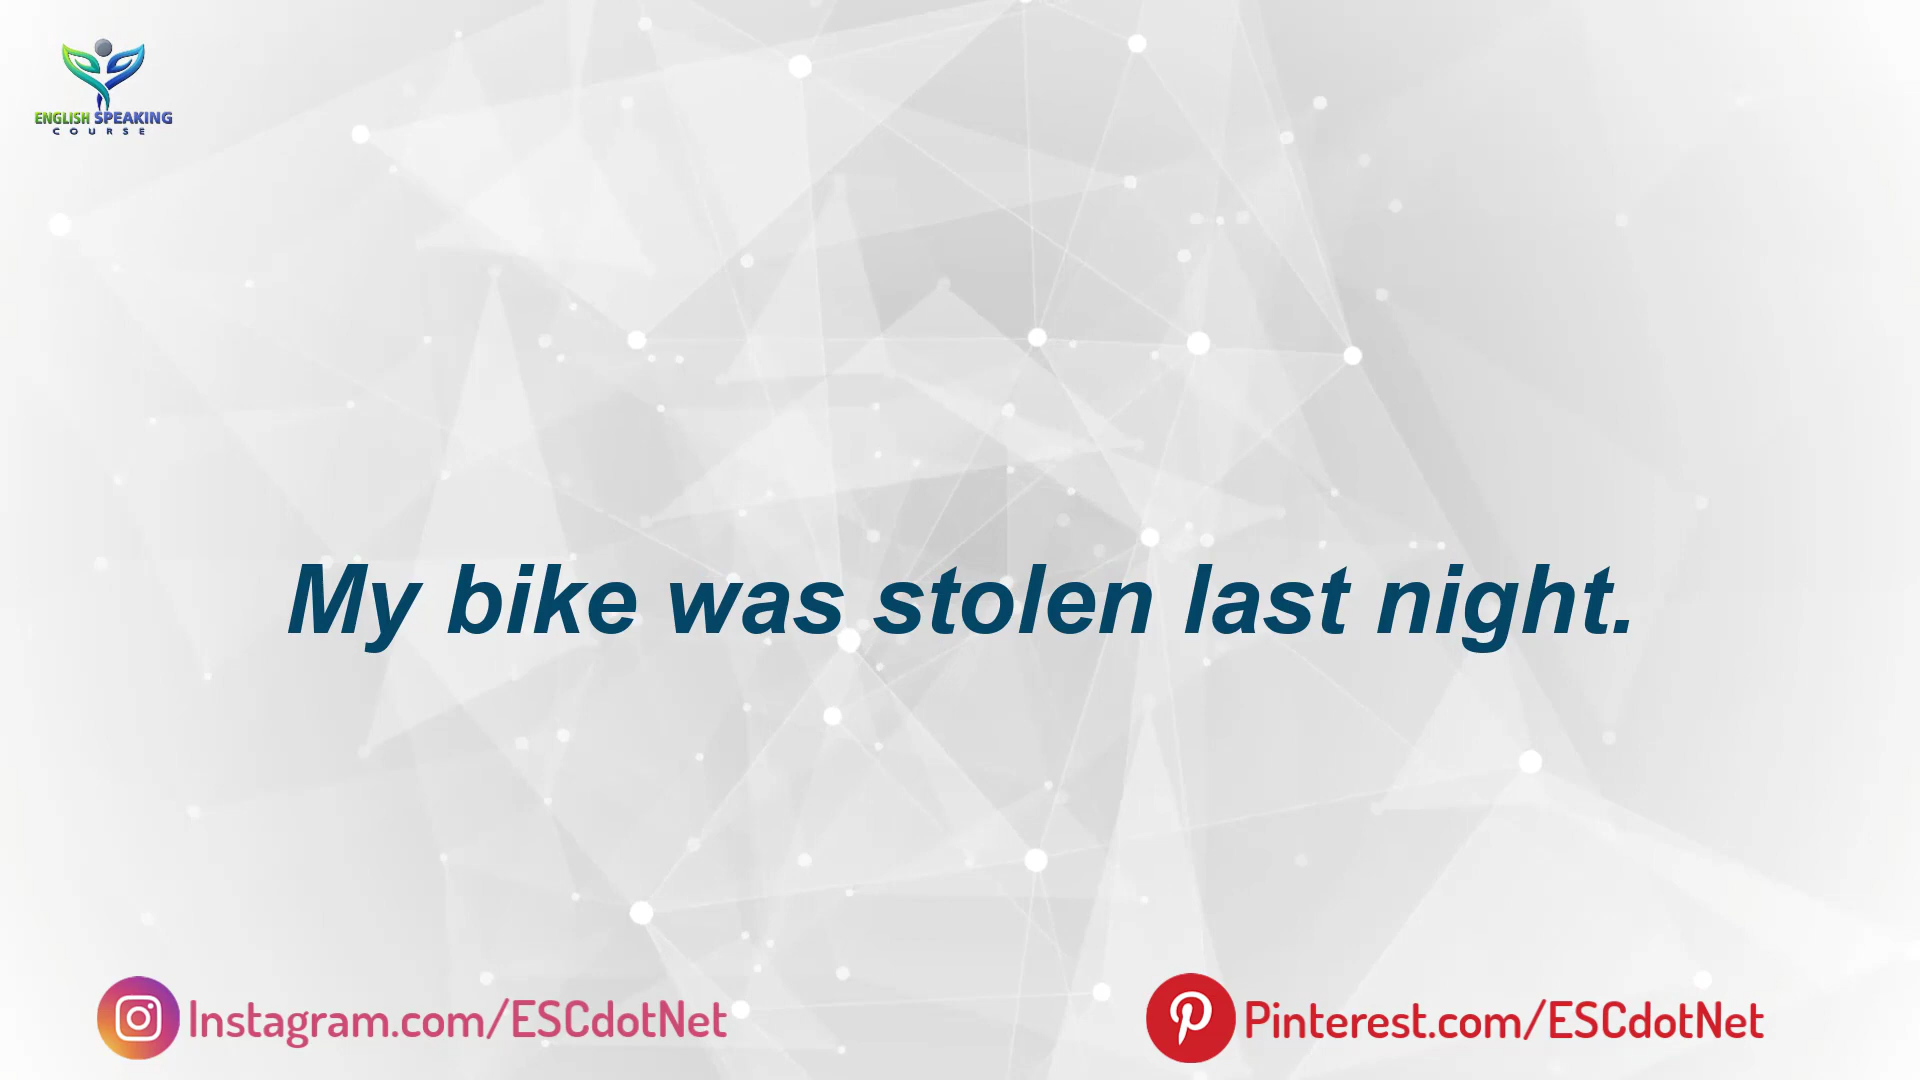 ENGLISH SPEAKING
COURSE
My bike was stolen last night.
Instagram.com/ESCdotNet
Pinterest.com/ESCdotNet